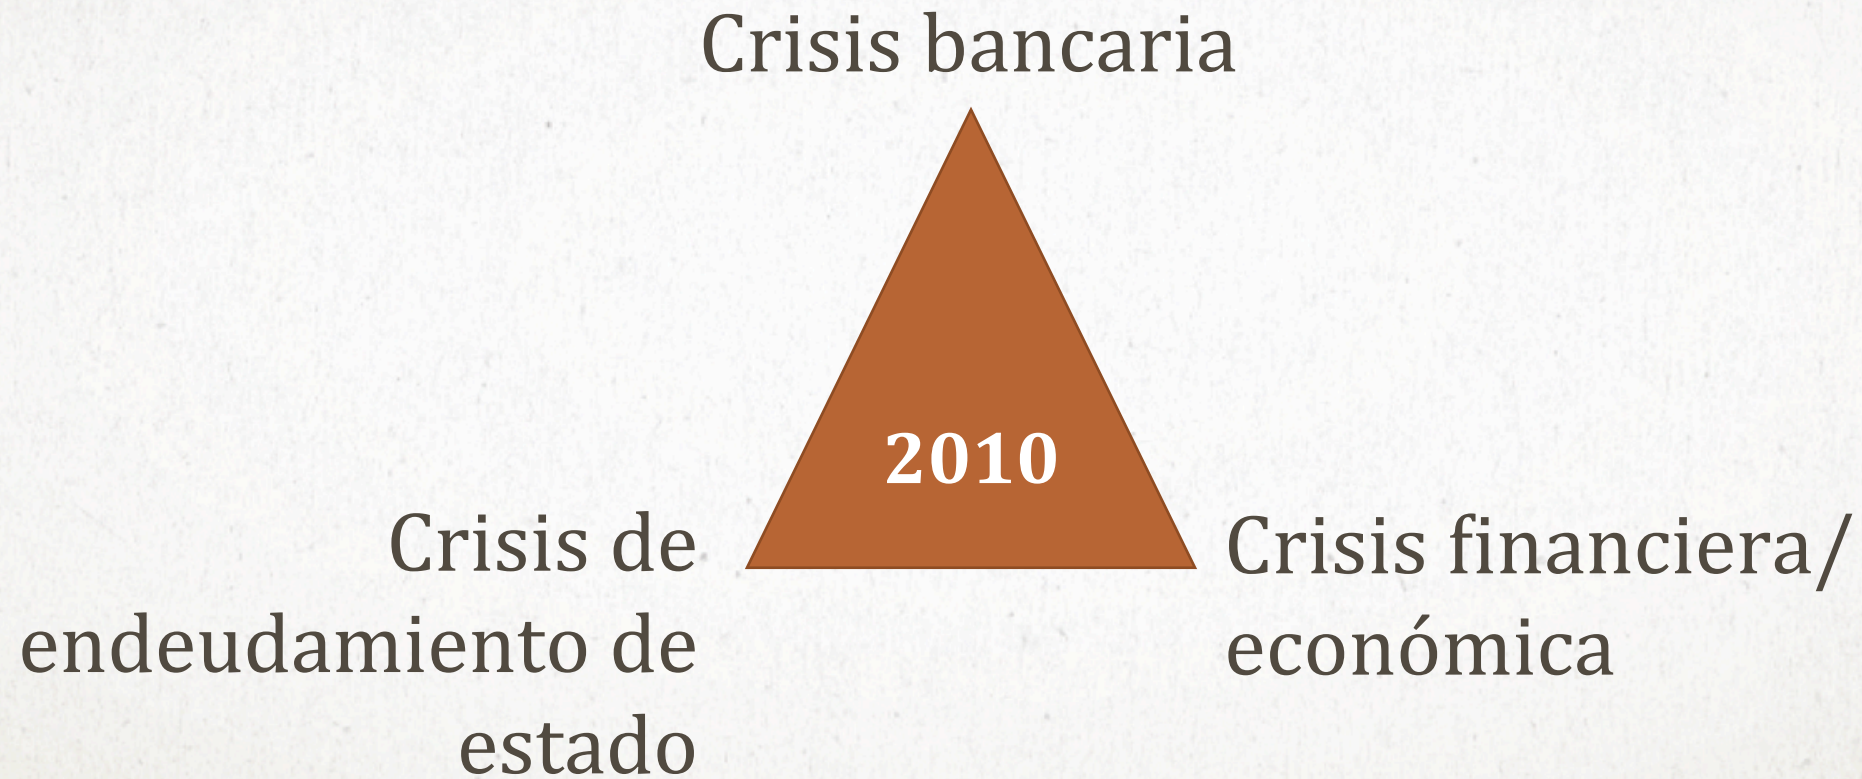 Crisis bancaria
2010
Crisis de
endeudamiento de
estado
Crisis financiera/
económica